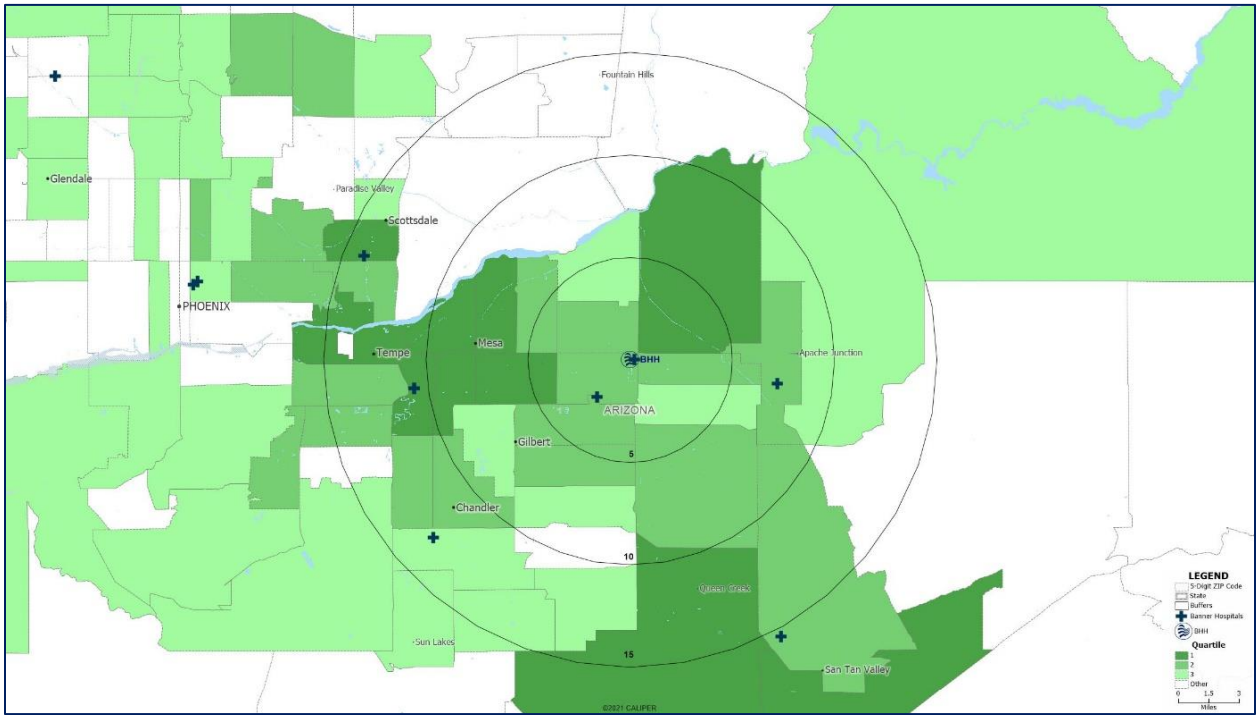 Fountain Hills
Glendale
Paradise Valley
Scottsdale
PHOENIX
Mesa
Tempe
BHH
Apache Junction
ARIZONA
Gilbert
5
Chandler
10
Queen Creek
Sun Lakes
15
San Tan Valley
©2021 CALIPER
LEGEND
5-Digit ZIP Code
State
Buffers
Banner Hospitals
BHH
Quartile
1
2
3
Other
0 1.5 3
Miles